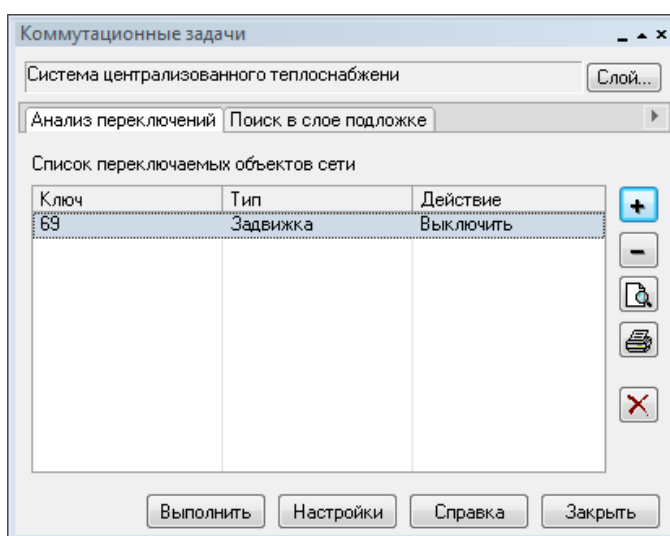 Коммутационные задачи
Система централизованного теплоснабжени
Слой...
Анализ переключений Поиск в слое подложке
Список переключаемых объектов сети
Ключ Тип Действие
69 Задвижка Выключить
Выполнить Настройки Справка Закрыть